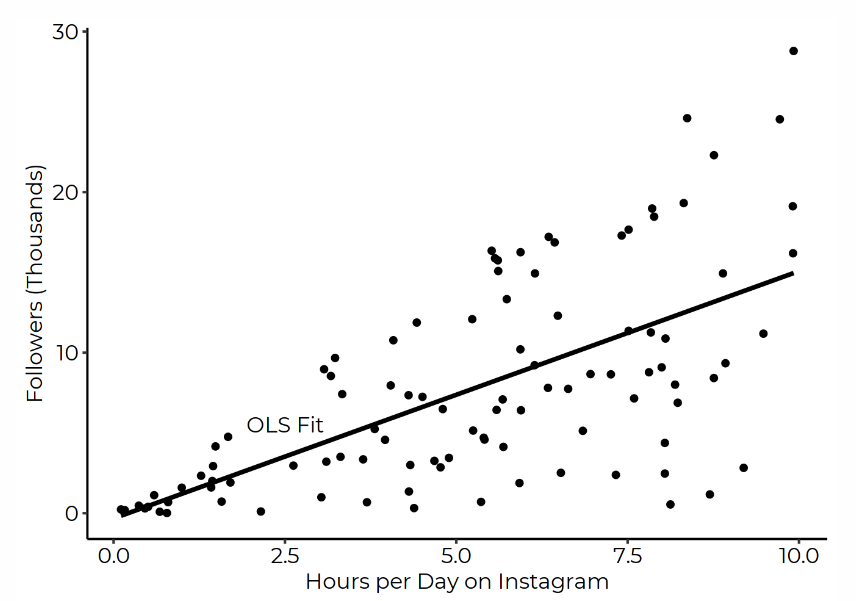 30
20
10
0
Followers (Thousands)
OLS Fit
0.0 2.5 5.0 7.5 10.0
Hours per Day on Instagram